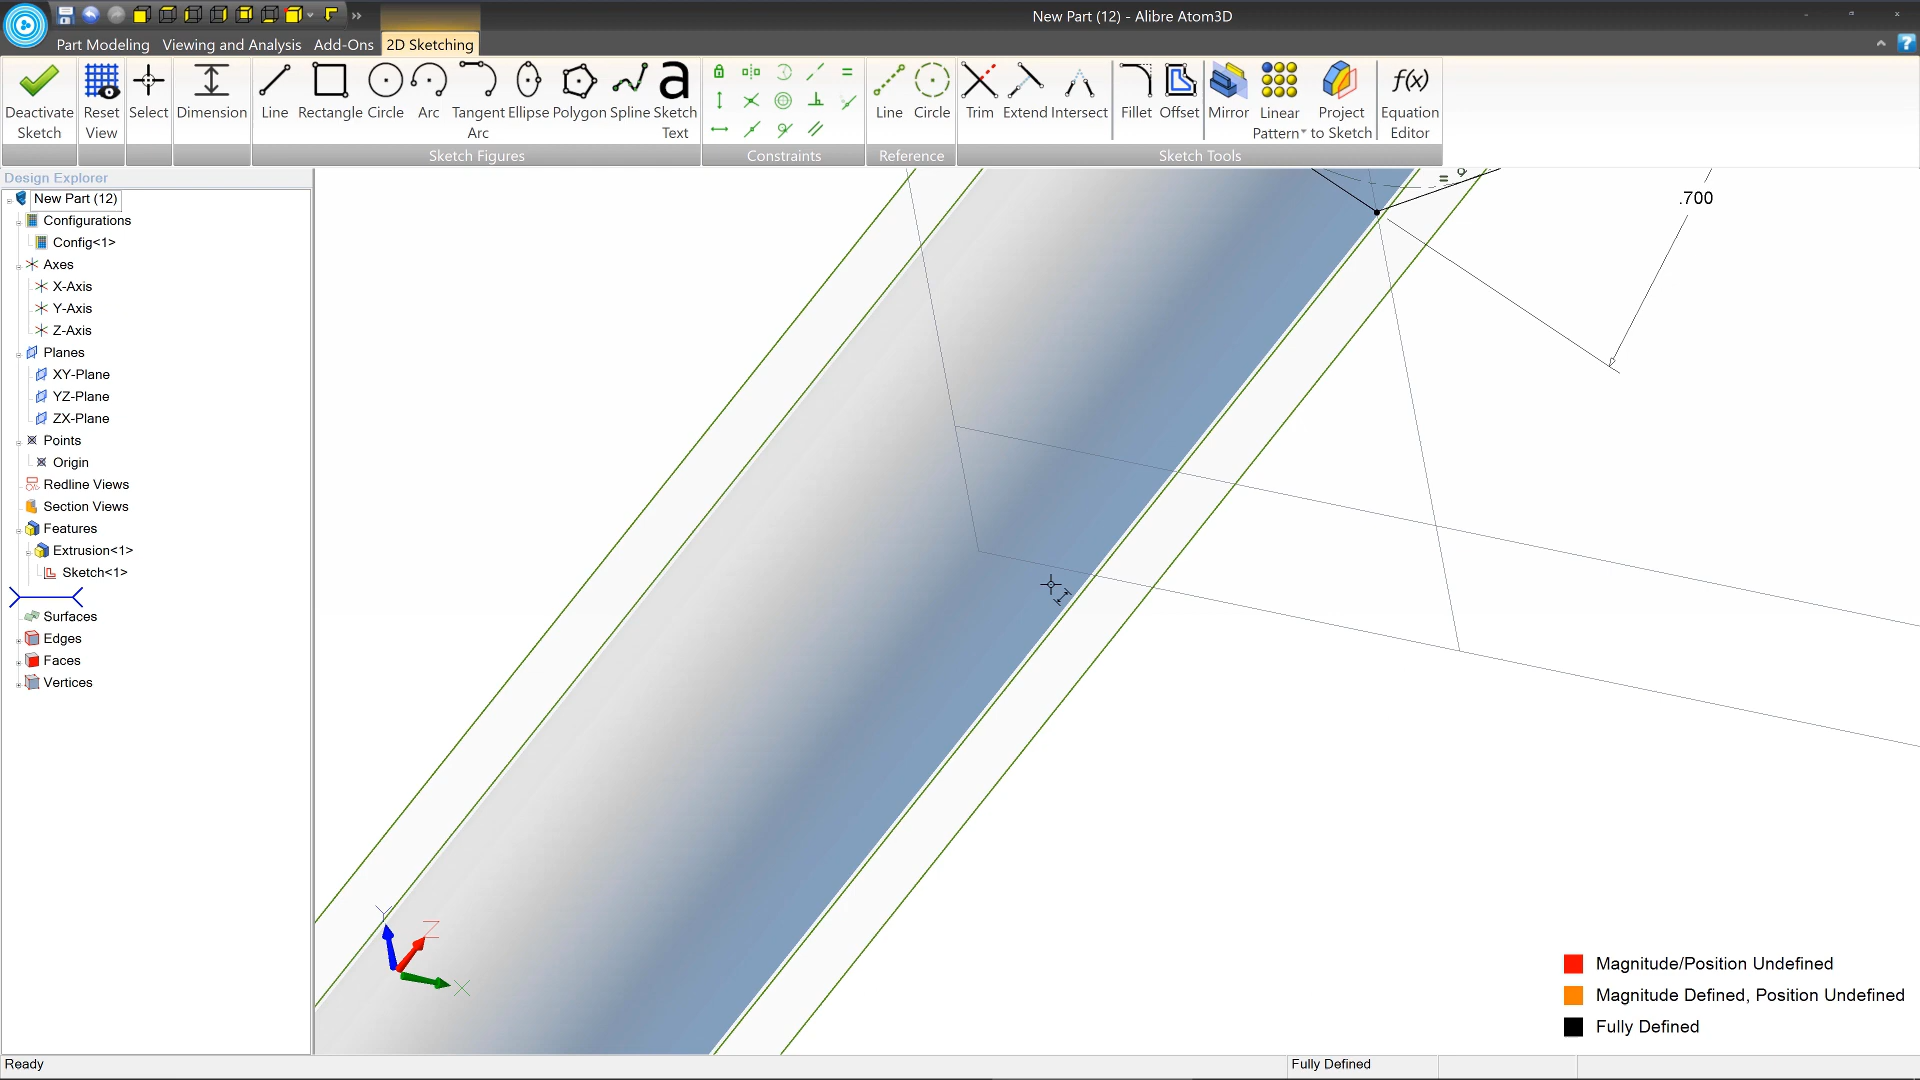 New Part (12) - Alibre Atom3D
Part Modeling
Viewing and Analysis
Add-Ons
2D Sketching
Deactivate Sketch
Reset View
Select
Dimension
Line
Rectangle
Circle
Arc
Tangent Arc
Ellipse
Polygon
Spline
Sketch Text
Sketch Figures
Constraints
Line
Circle
Reference
Trim
Extend
Intersect
Fillet
Offset
Mirror
Linear Pattern
Project to Sketch
f(x)
Equation Editor
Sketch Tools
Design Explorer
New Part (12)
Configurations
Config<1>
Axes
X-Axis
Y-Axis
Z-Axis
Planes
XY-Plane
YZ-Plane
ZX-Plane
Points
Origin
Redline Views
Section Views
Features
Extrusion<1>
Sketch<1>
Surfaces
Edges
Faces
Vertices
.700
Y
Z
X
Magnitude/Position Undefined
Magnitude Defined, Position Undefined
Fully Defined
Ready
Fully Defined